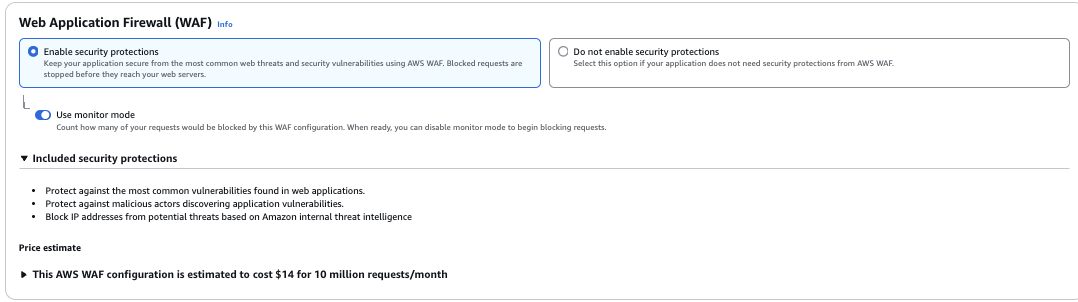 Web Application Firewall (WAF) Info
Enable security protections
Keep your application secure from the most common web threats and security vulnerabilities using AWS WAF. Blocked requests are
stopped before they reach your web servers.
Do not enable security protections
Select this option if your application does not need security protections from AWS WAF.
Use monitor mode
Count how many of your requests would be blocked by this WAF configuration. When ready, you can disable monitor mode to begin blocking requests.
Included security protections
• Protect against the most common vulnerabilities found in web applications.
• Protect against malicious actors discovering application vulnerabilities.
• Block IP addresses from potential threats based on Amazon internal threat intelligence
Price estimate
This AWS WAF configuration is estimated to cost $14 for 10 million requests/month